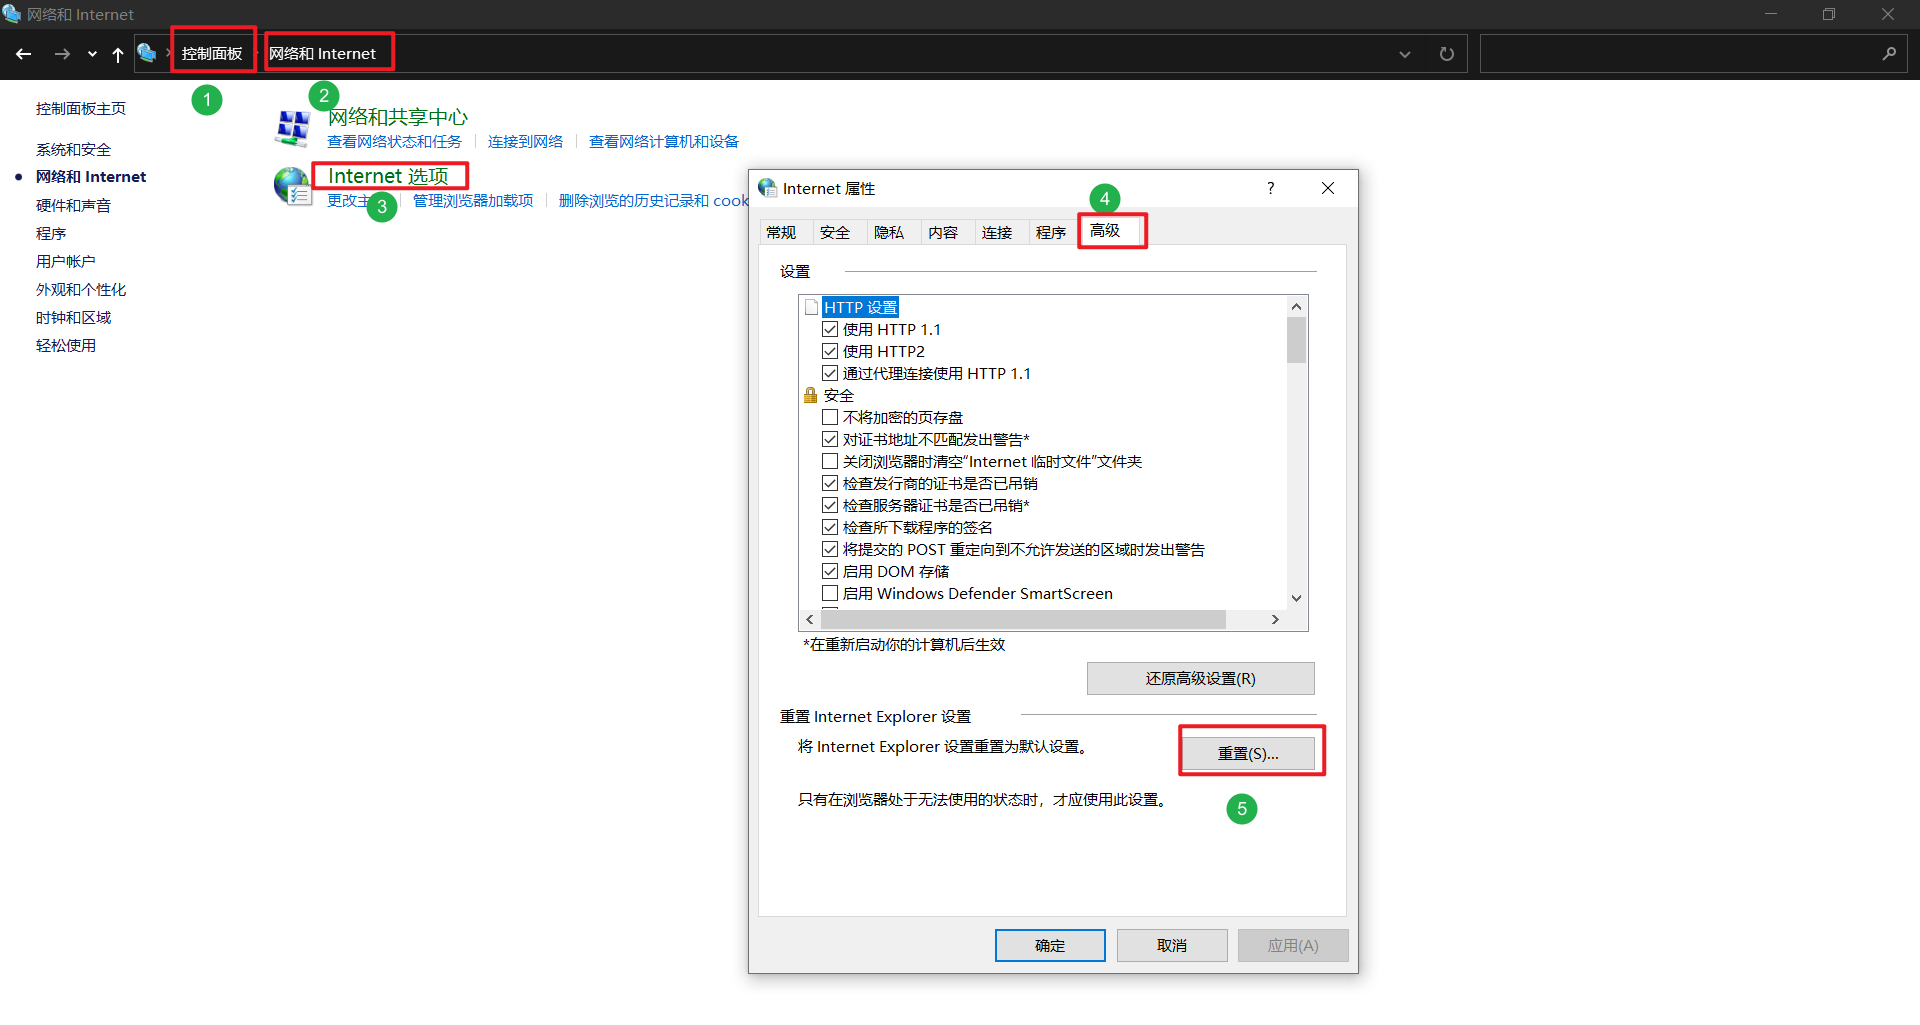 网络和 Internet
控制面板
网络和 Internet
1
2
控制面板主页
系统和安全
网络和 Internet
硬件和声音
程序
用户帐户
外观和个性化
时钟和区域
轻松使用
网络和共享中心
查看网络状态和任务
连接到网络
查看网络计算机和设备
Internet 选项
更改主
3
管理浏览器加载项
删除浏览的历史记录和 cook
Internet 属性
?
4
常规 安全 隐私 内容 连接 程序 高级
设置
HTTP 设置
使用 HTTP 1.1
使用 HTTP2
通过代理连接使用 HTTP 1.1
安全
不将加密的页存盘
对证书地址不匹配发出警告*
关闭浏览器时清空“Internet 临时文件”文件夹
检查发行商的证书是否已吊销
检查服务器证书是否已吊销*
检查所下载程序的签名
将提交的 POST 重定向到不允许发送的区域时发出警告
启用 DOM 存储
启用 Windows Defender SmartScreen
*在重新启动你的计算机后生效
还原高级设置(R)
重置 Internet Explorer 设置
将 Internet Explorer 设置重置为默认设置。
重置(S)...
只有在浏览器处于无法使用的状态时，才应使用此设置。
5
确定
取消
应用(A)